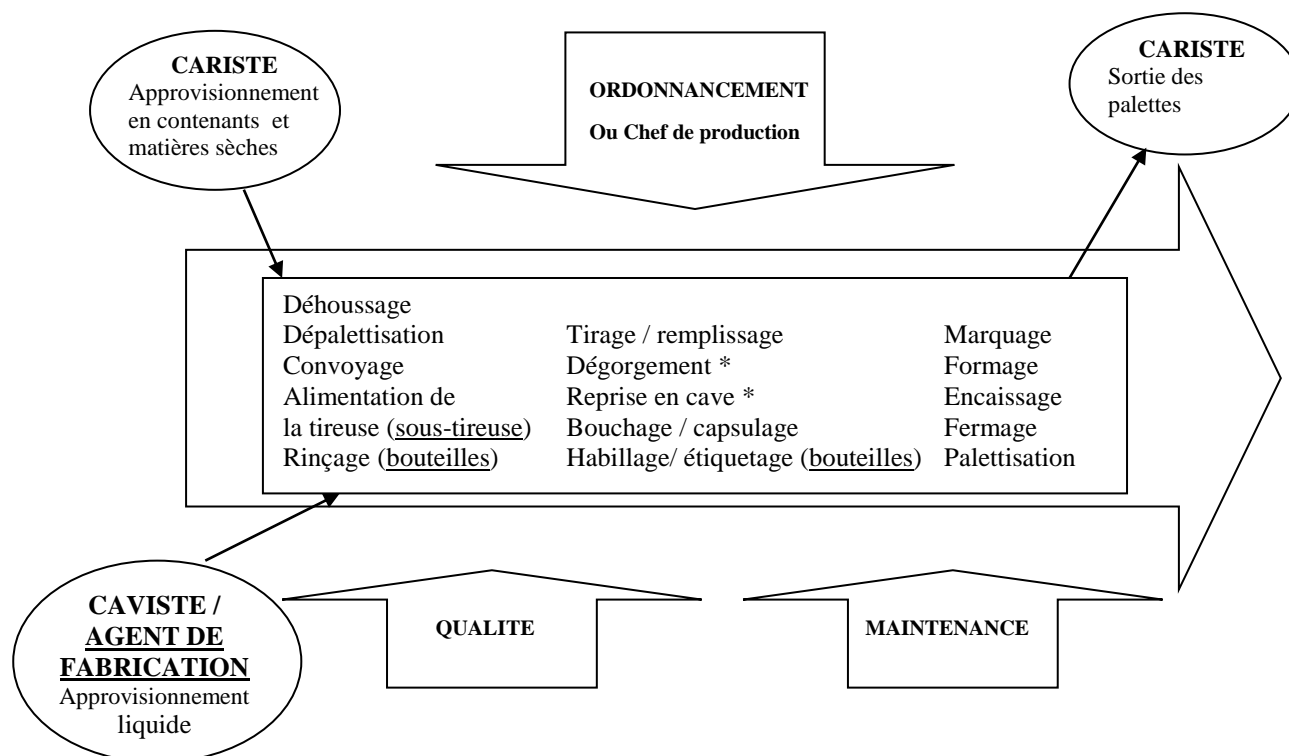 CARISTE
Approvisionnement
en contenants et
matières sèches
ORDONNANCEMENT
Ou Chef de production
CARISTE
Sortie des
palettes
Déhoussage
Dépalettisation
Convoyage
Alimentation de
la tireuse (sous-tireuse)
Rinçage (bouteilles)
Tirage / remplissage
Dégorgement *
Reprise en cave *
Bouchage / capsulage
Habillage/ étiquetage (bouteilles)
Marquage
Formage
Encaissage
Fermage
Palettisation
CAVISTE /
AGENT DE
FABRICATION
Approvisionnement
liquide
QUALITE
MAINTENANCE